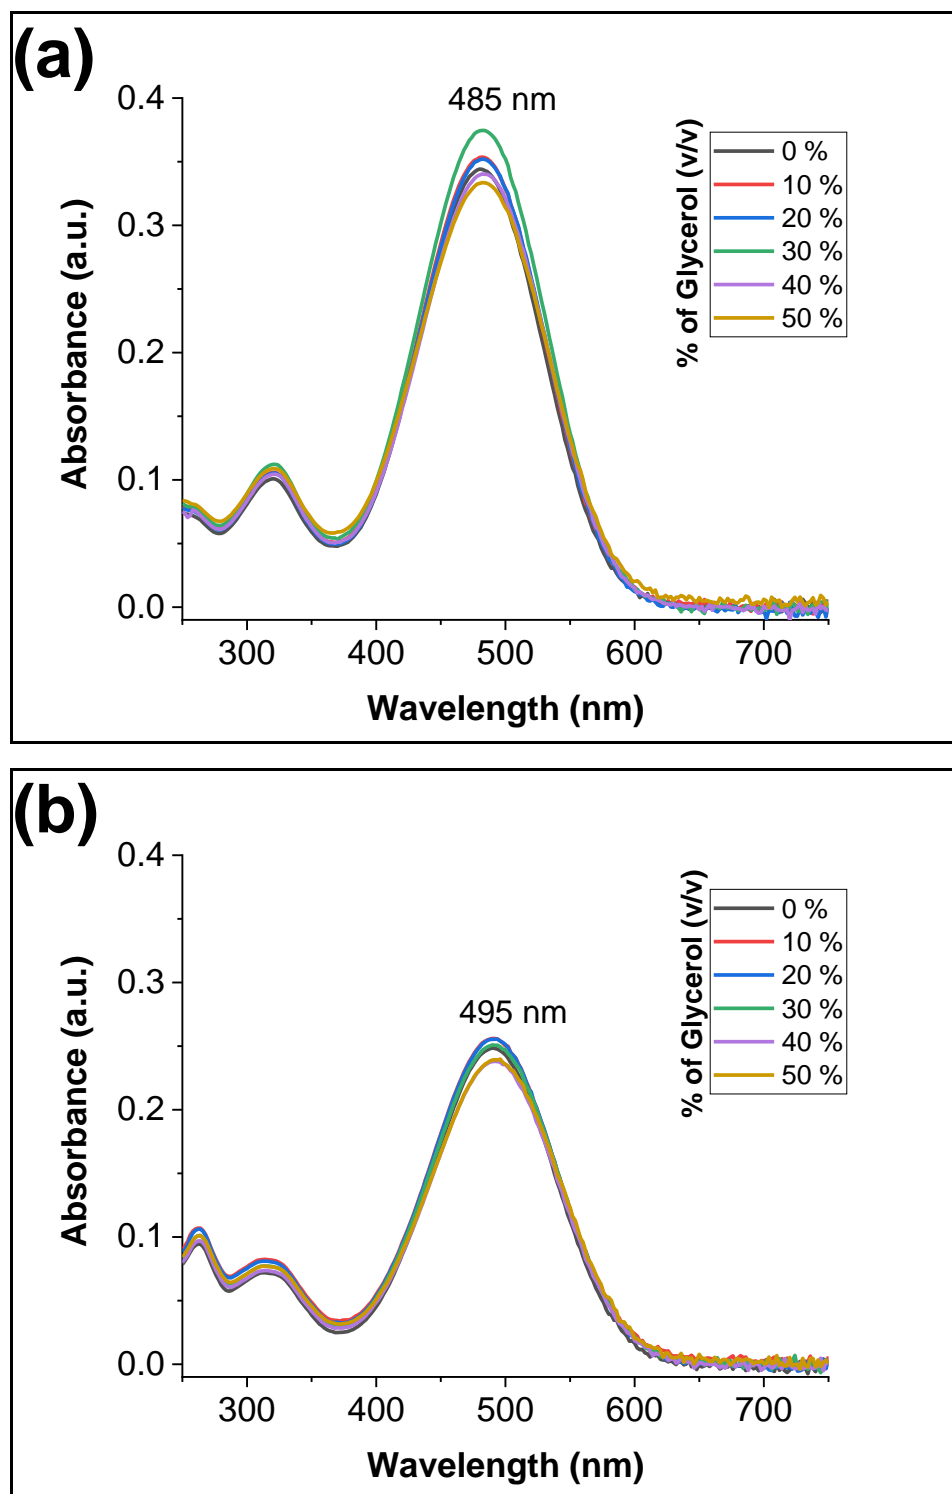 (a)
485 nm
0.4
0.3
0.2
0.1
0.0
Absorbance (a.u.)
% of Glycerol (v/v)
0 %
10 %
20 %
30 %
40 %
50 %
300 400 500 600 700
Wavelength (nm)
(b)
495 nm
0.4
0.3
0.2
0.1
0.0
Absorbance (a.u.)
% of Glycerol (v/v)
0 %
10 %
20 %
30 %
40 %
50 %
300 400 500 600 700
Wavelength (nm)